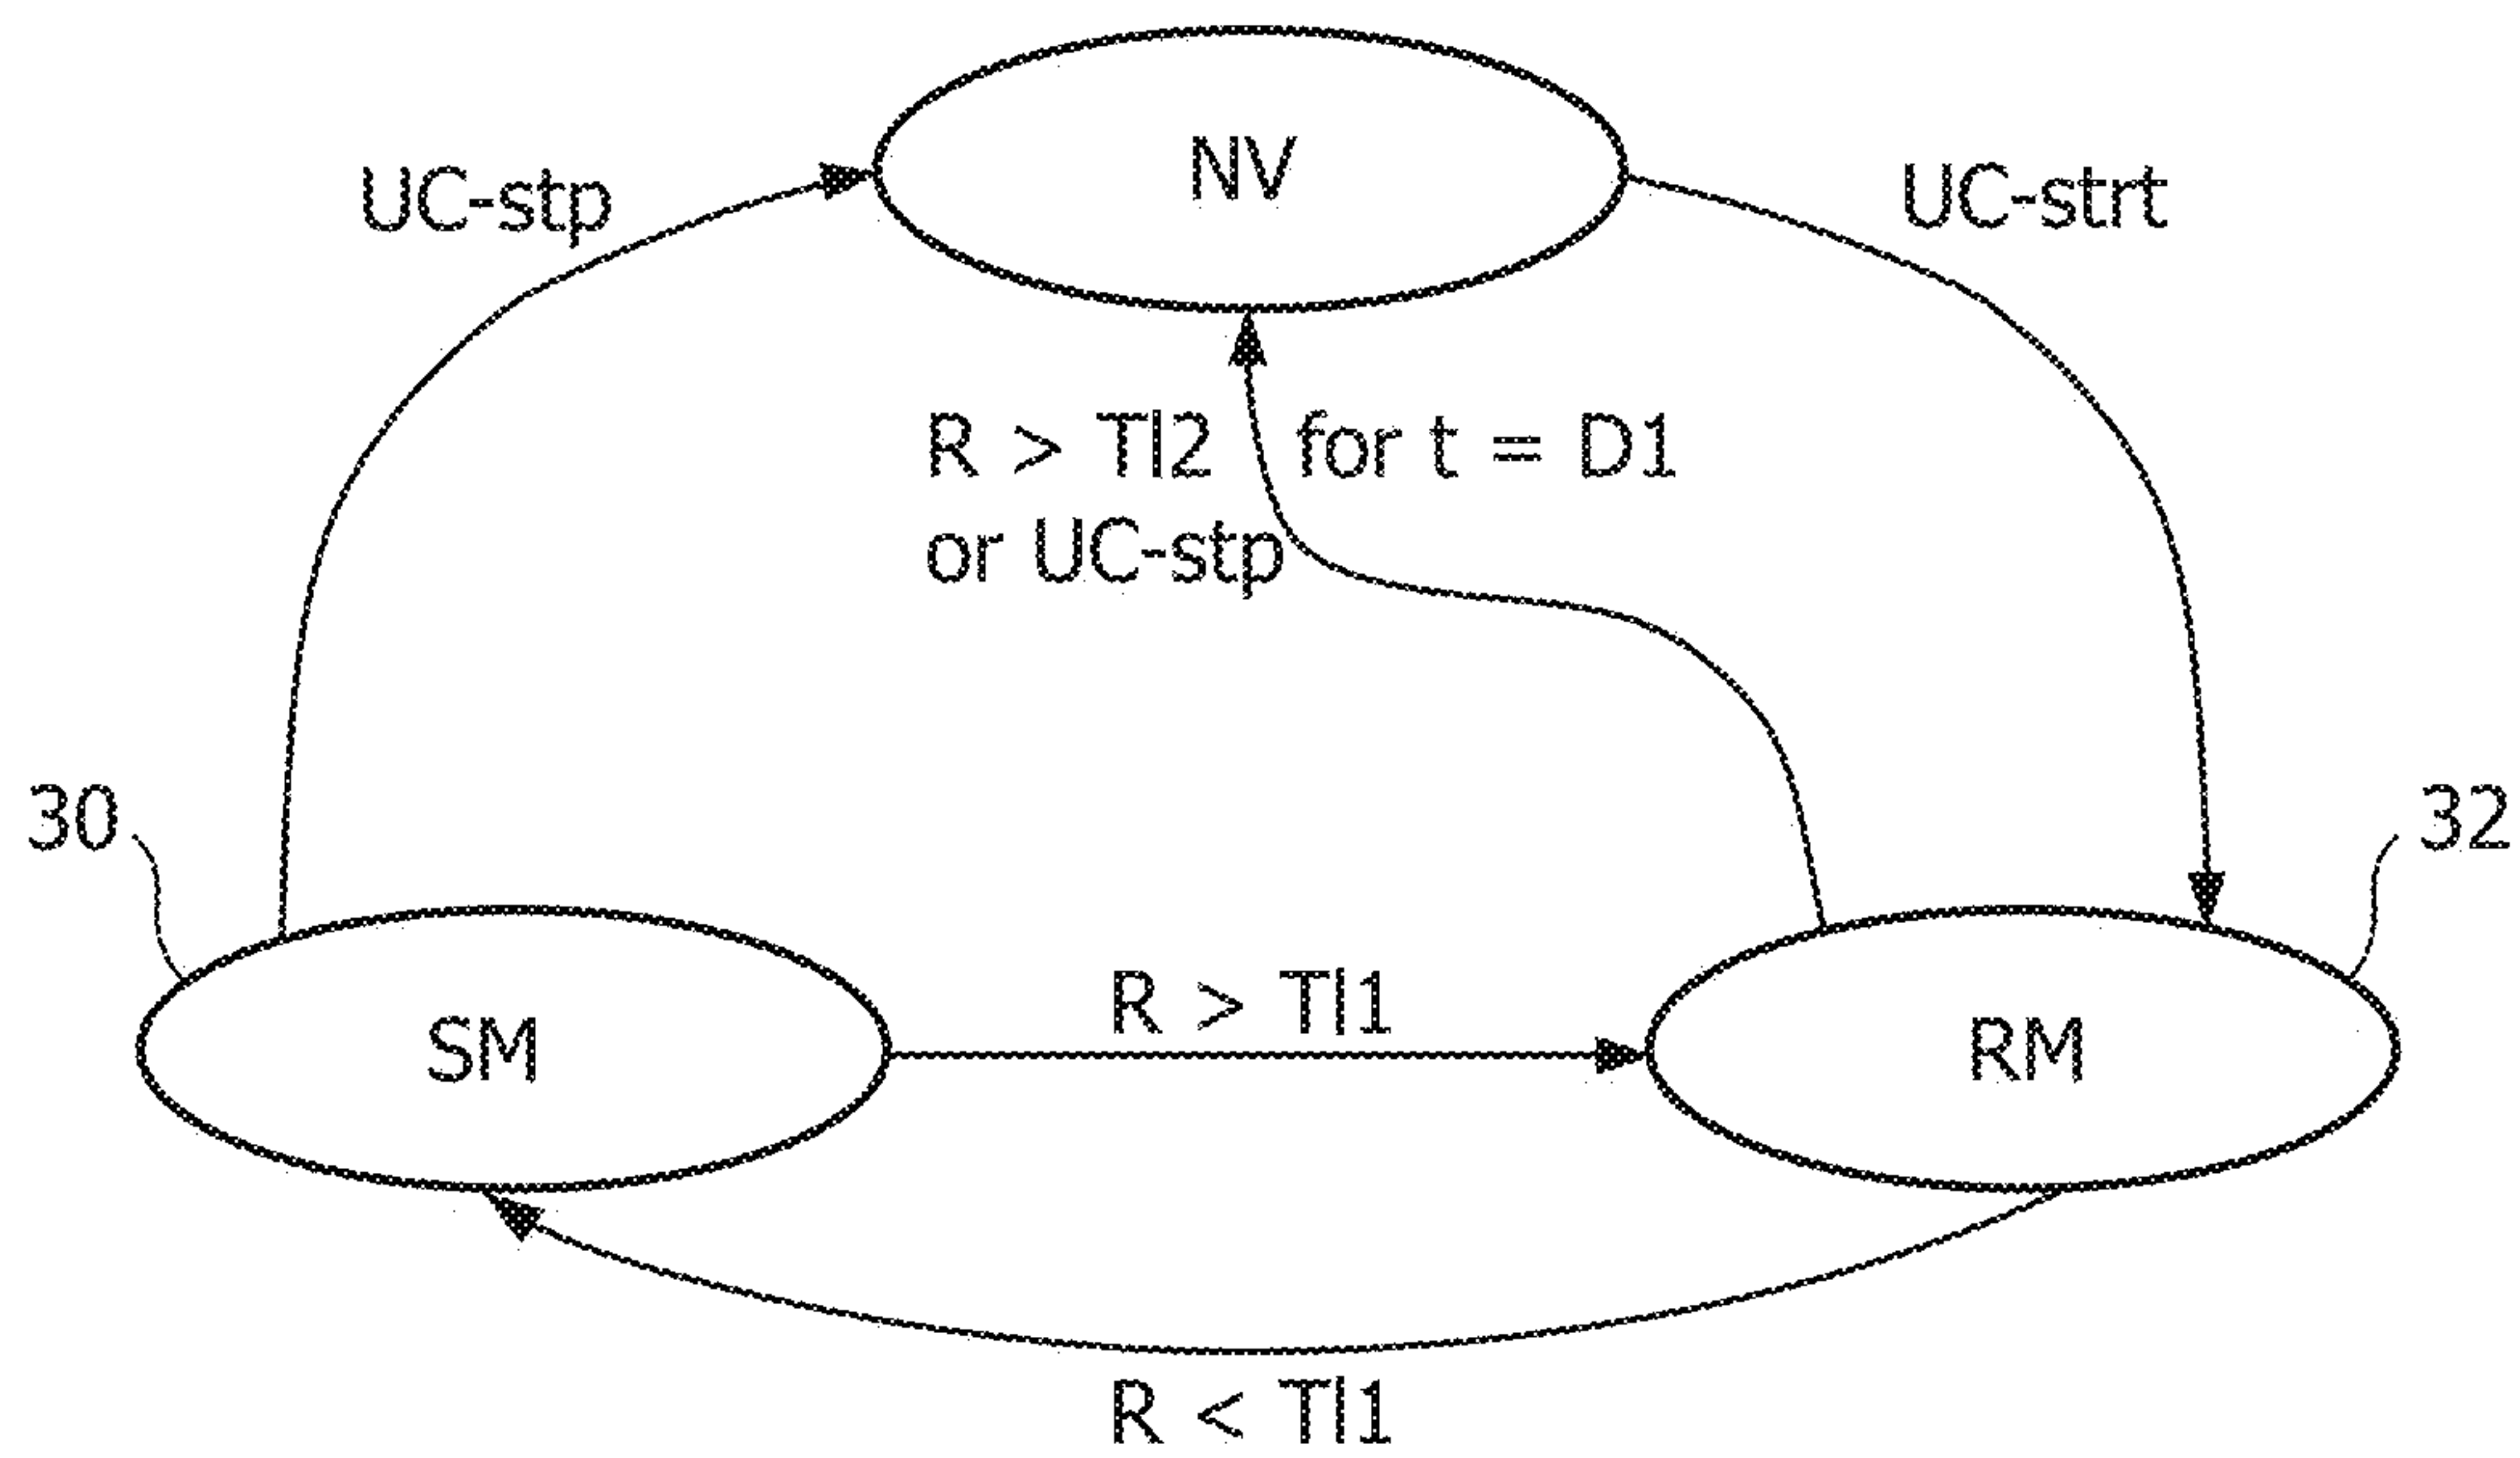 NV
UC-stp
UC-strt
R > Tl2 for t = D1
or UC-stp
30
32
SM
R > Tl1
RM
R < Tl1